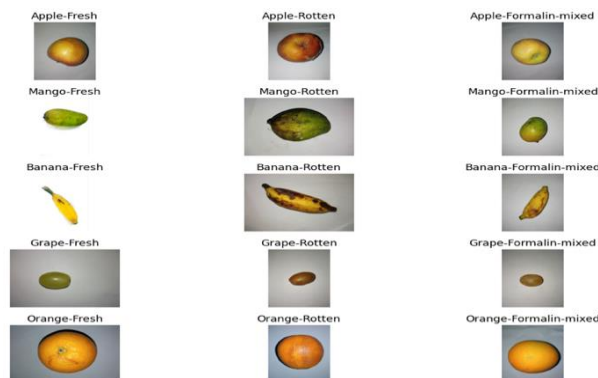 Apple-Fresh
Apple-Rotten
Apple-Formalin-mixed
Mango-Fresh
Mango-Rotten
Mango-Formalin-mixed
Banana-Fresh
Banana-Rotten
Banana-Formalin-mixed
Grape-Fresh
Grape-Rotten
Grape-Formalin-mixed
Orange-Fresh
Orange-Rotten
Orange-Formalin-mixed